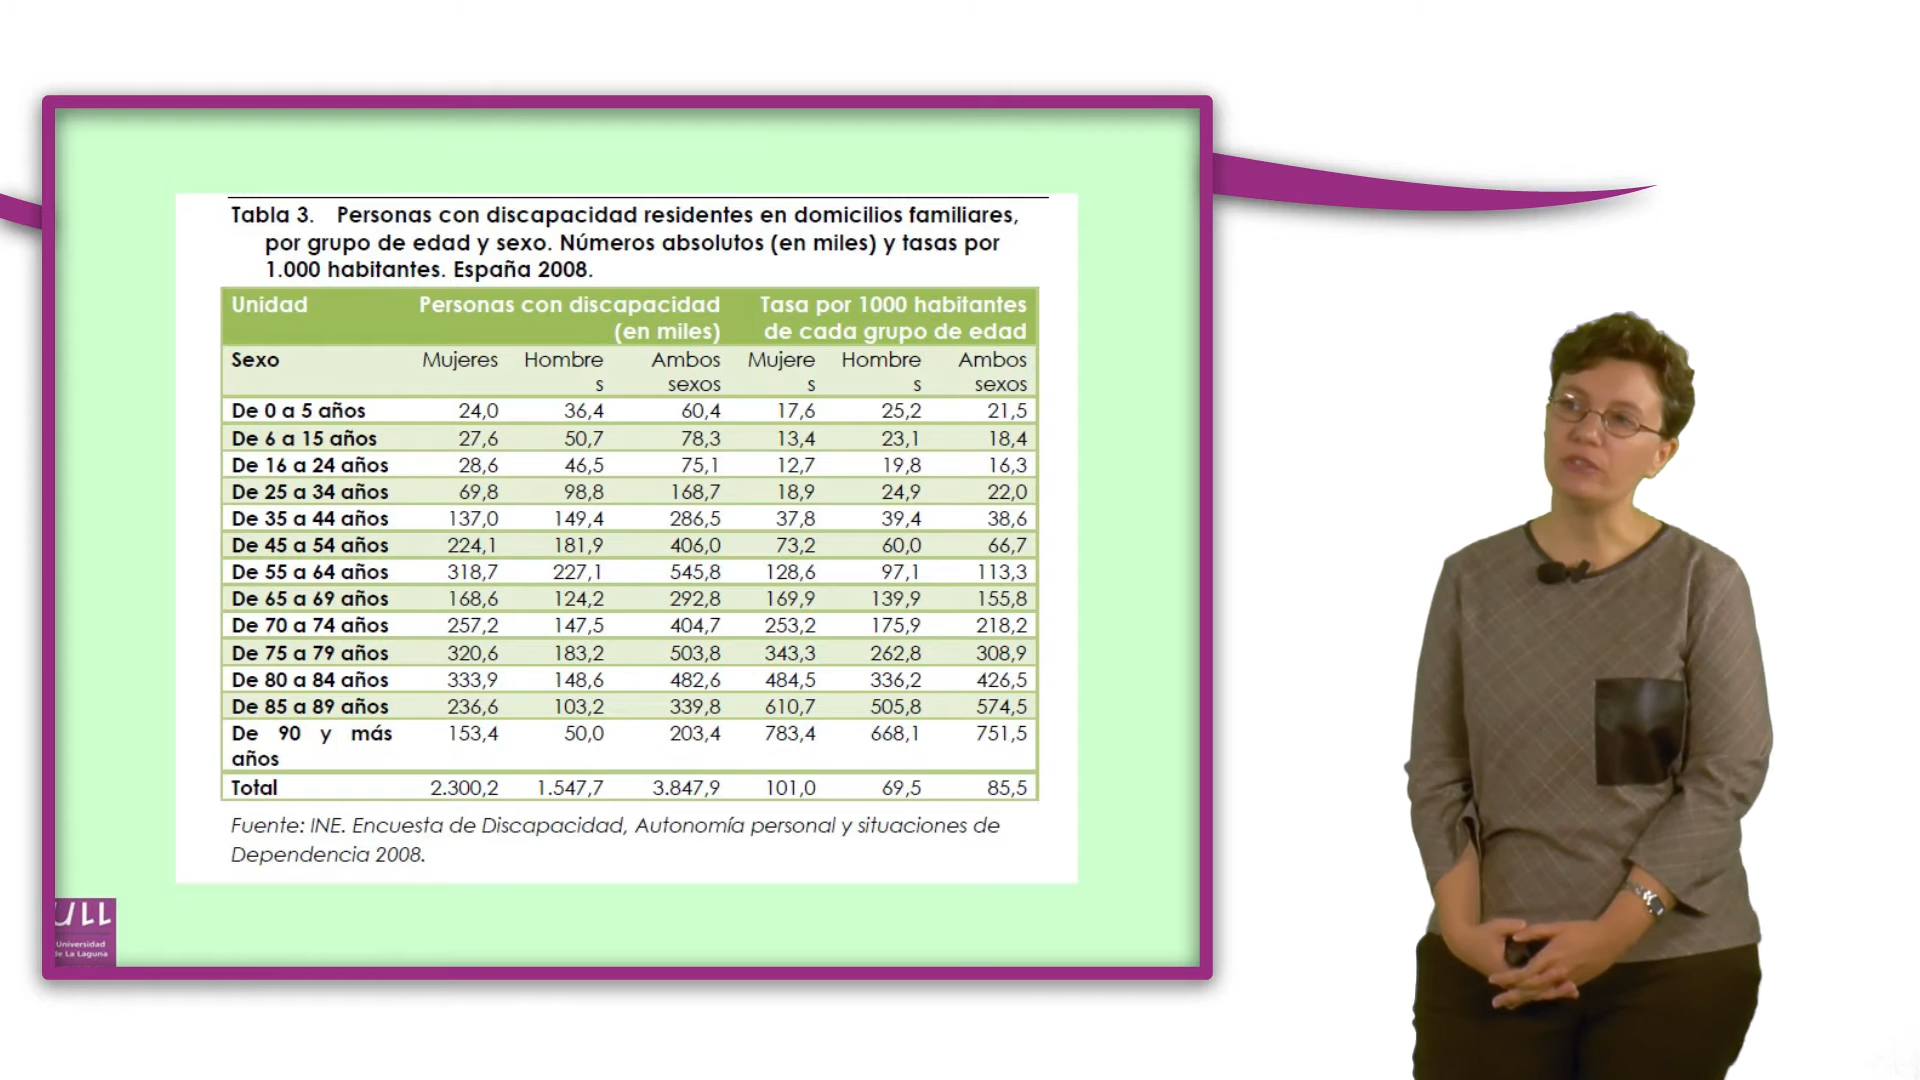 Tabla 3. Personas con discapacidad residentes en domicilios familiares,
por grupo de edad y sexo. Números absolutos (en miles) y tasas por
1.000 habitantes. España 2008.
Unidad Personas con discapacidad Tasa por 1000 habitantes
(en miles) de cada grupo de edad
Sexo Mujeres Hombre Ambos Mujere Hombre Ambos
s sexos s s sexos
De 0 a 5 años 24,0 36,4 60,4 17,6 25,2 21,5
De 6 a 15 años 27,6 50,7 78,3 13,4 23,1 18,4
De 16 a 24 años 28,6 46,5 75,1 12,7 19,8 16,3
De 25 a 34 años 69,8 98,8 168,7 18,9 24,9 22,0
De 35 a 44 años 137,0 149,4 286,5 37,8 39,4 38,6
De 45 a 54 años 224,1 181,9 406,0 73,2 60,0 66,7
De 55 a 64 años 318,7 227,1 545,8 128,6 97,1 113,3
De 65 a 69 años 168,6 124,2 292,8 169,9 139,9 155,8
De 70 a 74 años 257,2 147,5 404,7 253,2 175,9 218,2
De 75 a 79 años 320,6 183,2 503,8 343,3 262,8 308,9
De 80 a 84 años 333,9 148,6 482,6 484,5 336,2 426,5
De 85 a 89 años 236,6 103,2 339,8 610,7 505,8 574,5
De 90 y más 153,4 50,0 203,4 783,4 668,1 751,5
años
Total 2.300,2 1.547,7 3.847,9 101,0 69,5 85,5
Fuente: INE. Encuesta de Discapacidad, Autonomía personal y situaciones de
Dependencia 2008.
ULL
Universidad
de La Laguna